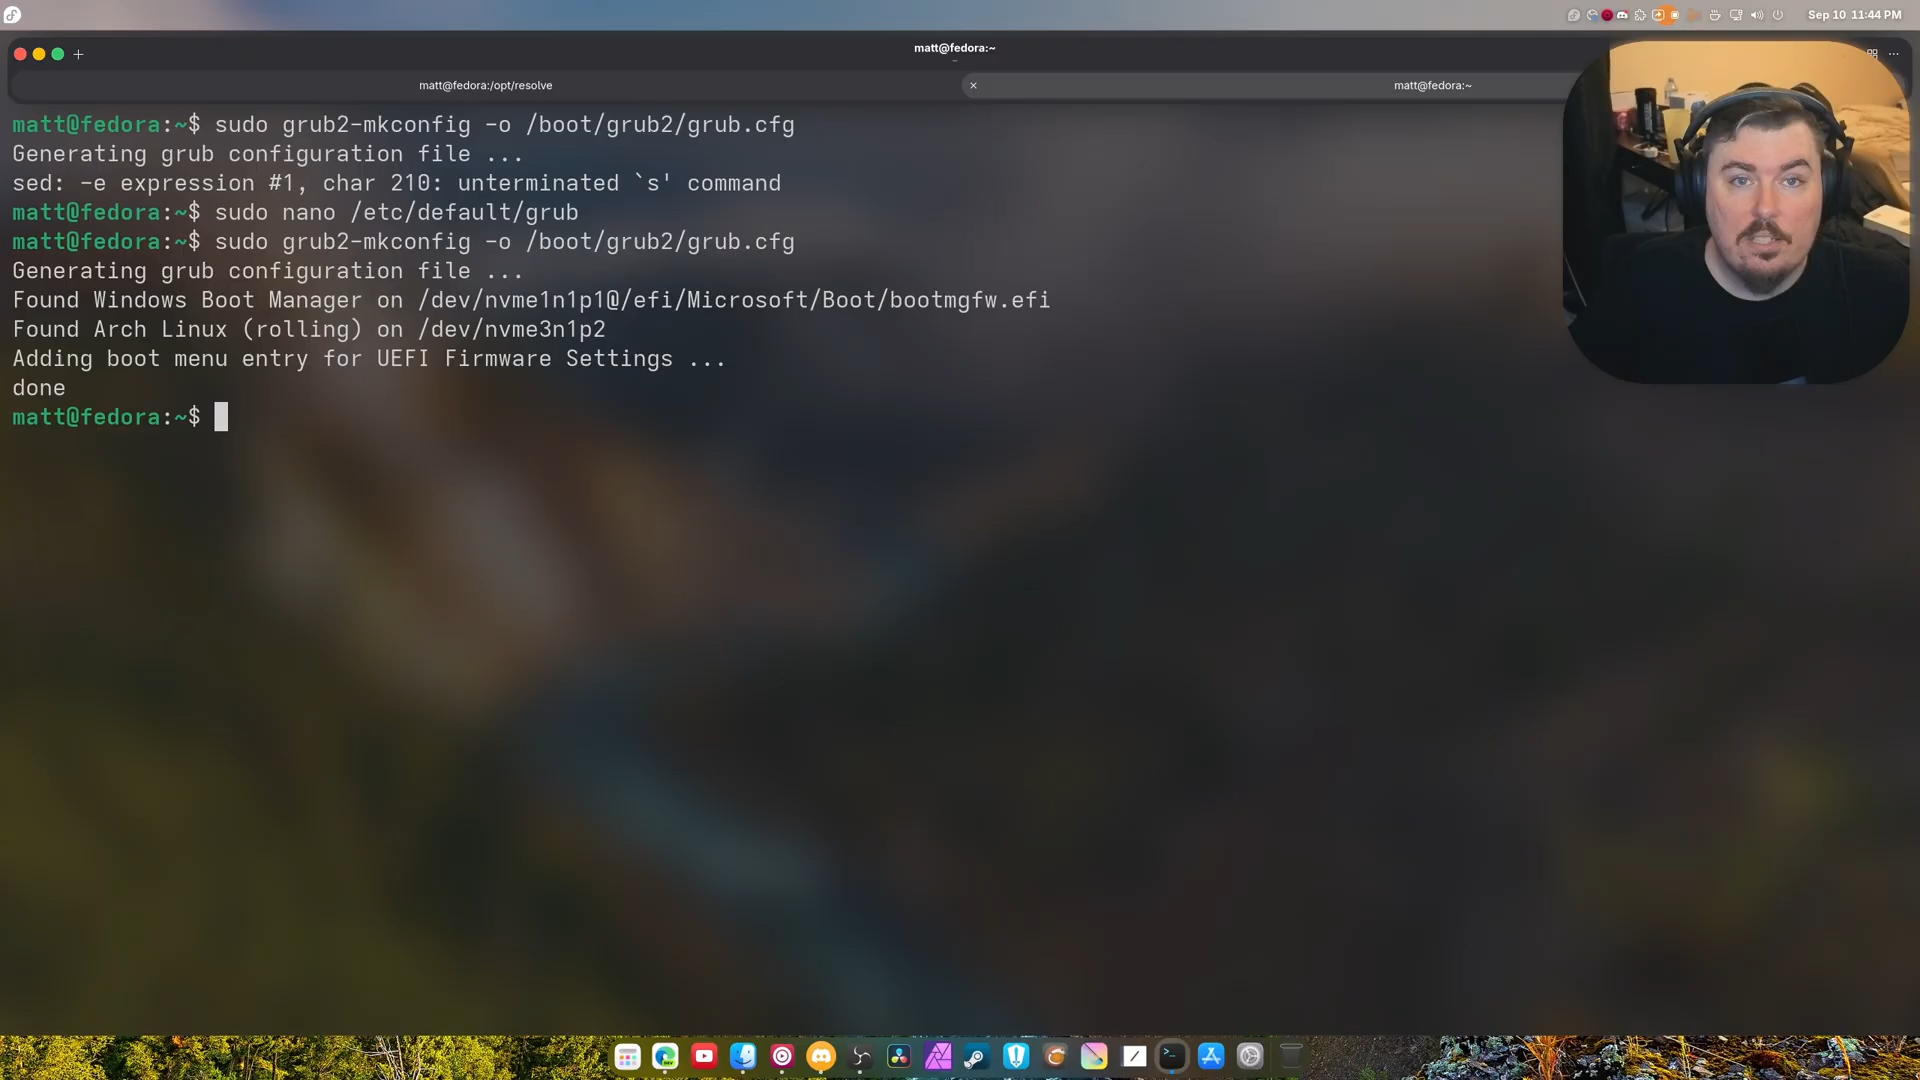 Sep 10 11:44 PM
matt@fedora:~
matt@fedora:/opt/resolve
matt@fedora:~
matt@fedora:~$ sudo grub2-mkconfig -o /boot/grub2/grub.cfg
Generating grub configuration file ...
sed: -e expression #1, char 210: unterminated `s' command
matt@fedora:~$ sudo nano /etc/default/grub
matt@fedora:~$ sudo grub2-mkconfig -o /boot/grub2/grub.cfg
Generating grub configuration file ...
Found Windows Boot Manager on /dev/nvme1n1p1@/efi/Microsoft/Boot/bootmgfw.efi
Found Arch Linux (rolling) on /dev/nvme3n1p2
Adding boot menu entry for UEFI Firmware Settings ...
done
matt@fedora:~$